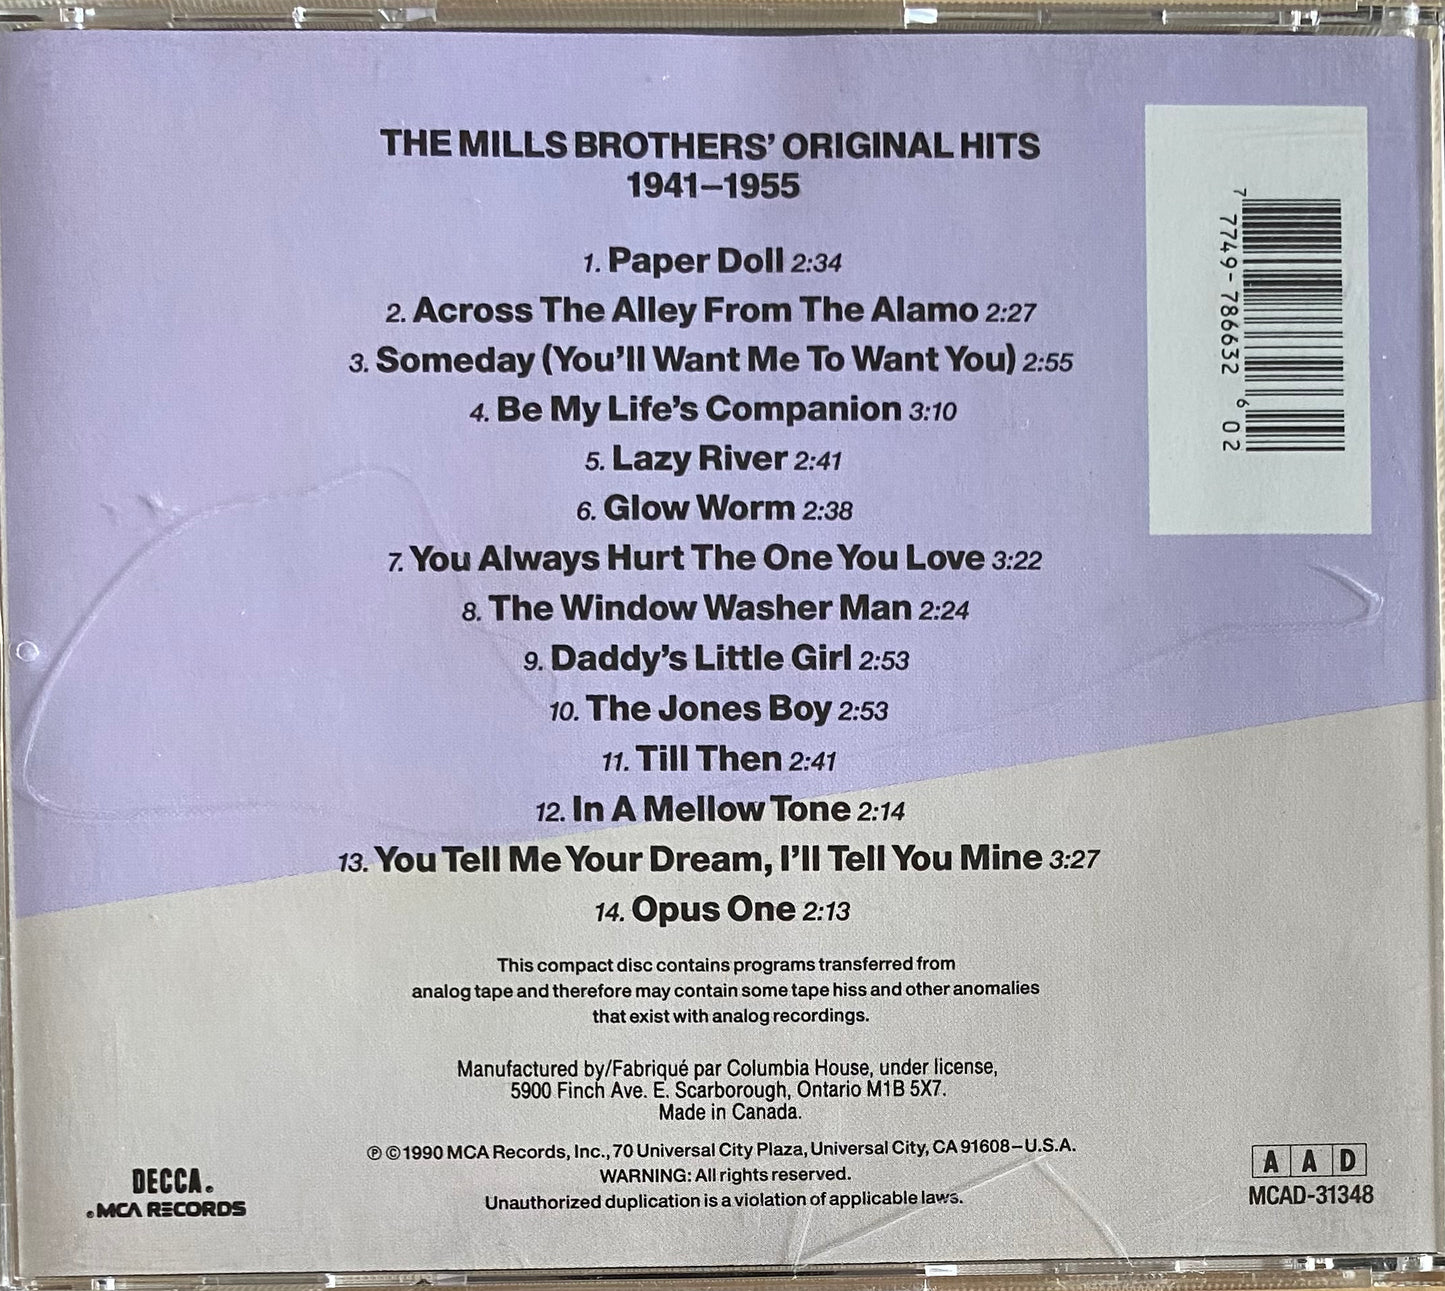 THE MILLS BROTHERS' ORIGINAL HITS
1941–1955
1. Paper Doll 2:34
2. Across The Alley From The Alamo 2:27
3. Someday (You'll Want Me To Want You) 2:55
4. Be My Life's Companion 3:10
5. Lazy River 2:41
6. Glow Worm 2:38
7. You Always Hurt The One You Love 3:22
8. The Window Washer Man 2:24
9. Daddy's Little Girl 2:53
10. The Jones Boy 2:53
11. Till Then 2:41
12. In A Mellow Tone 2:14
13. You Tell Me Your Dream, I'll Tell You Mine 3:27
14. Opus One 2:13
This compact disc contains programs transferred from
analog tape and therefore may contain some tape hiss and other anomalies
that exist with analog recordings.
Manufactured by/Fabriqué par Columbia House, under license,
5900 Finch Ave. E. Scarborough, Ontario M1B 5X7.
Made in Canada.
℗ ©1990 MCA Records, Inc., 70 Universal City Plaza, Universal City, CA 91608–U.S.A.
WARNING: All rights reserved.
Unauthorized duplication is a violation of applicable laws.
DECCA.
MCA RECORDS
A A D
MCAD-31348
7 7749-78663 2 6 02